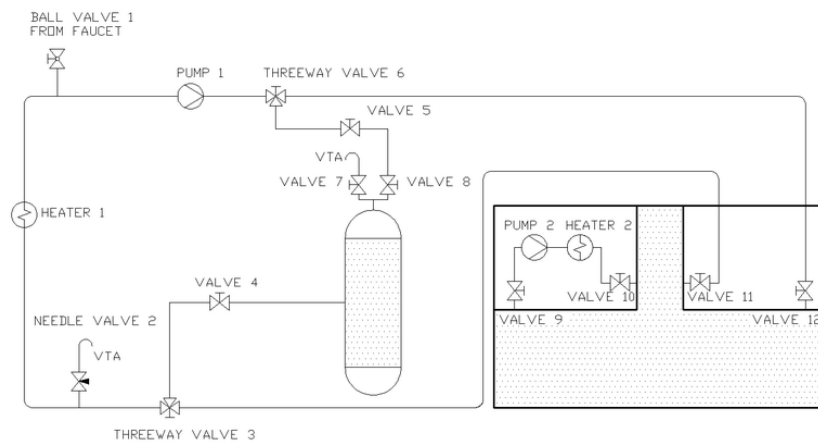 BALL VALVE 1
FROM FAUCET
PUMP 1
THREEWAY VALVE 6
VALVE 5
VTA
VALVE 7
VALVE 8
HEATER 1
PUMP 2
HEATER 2
VALVE 4
VALVE 10
VALVE 11
NEEDLE VALVE 2
VALVE 9
VALVE 12
VTA
THREEWAY VALVE 3